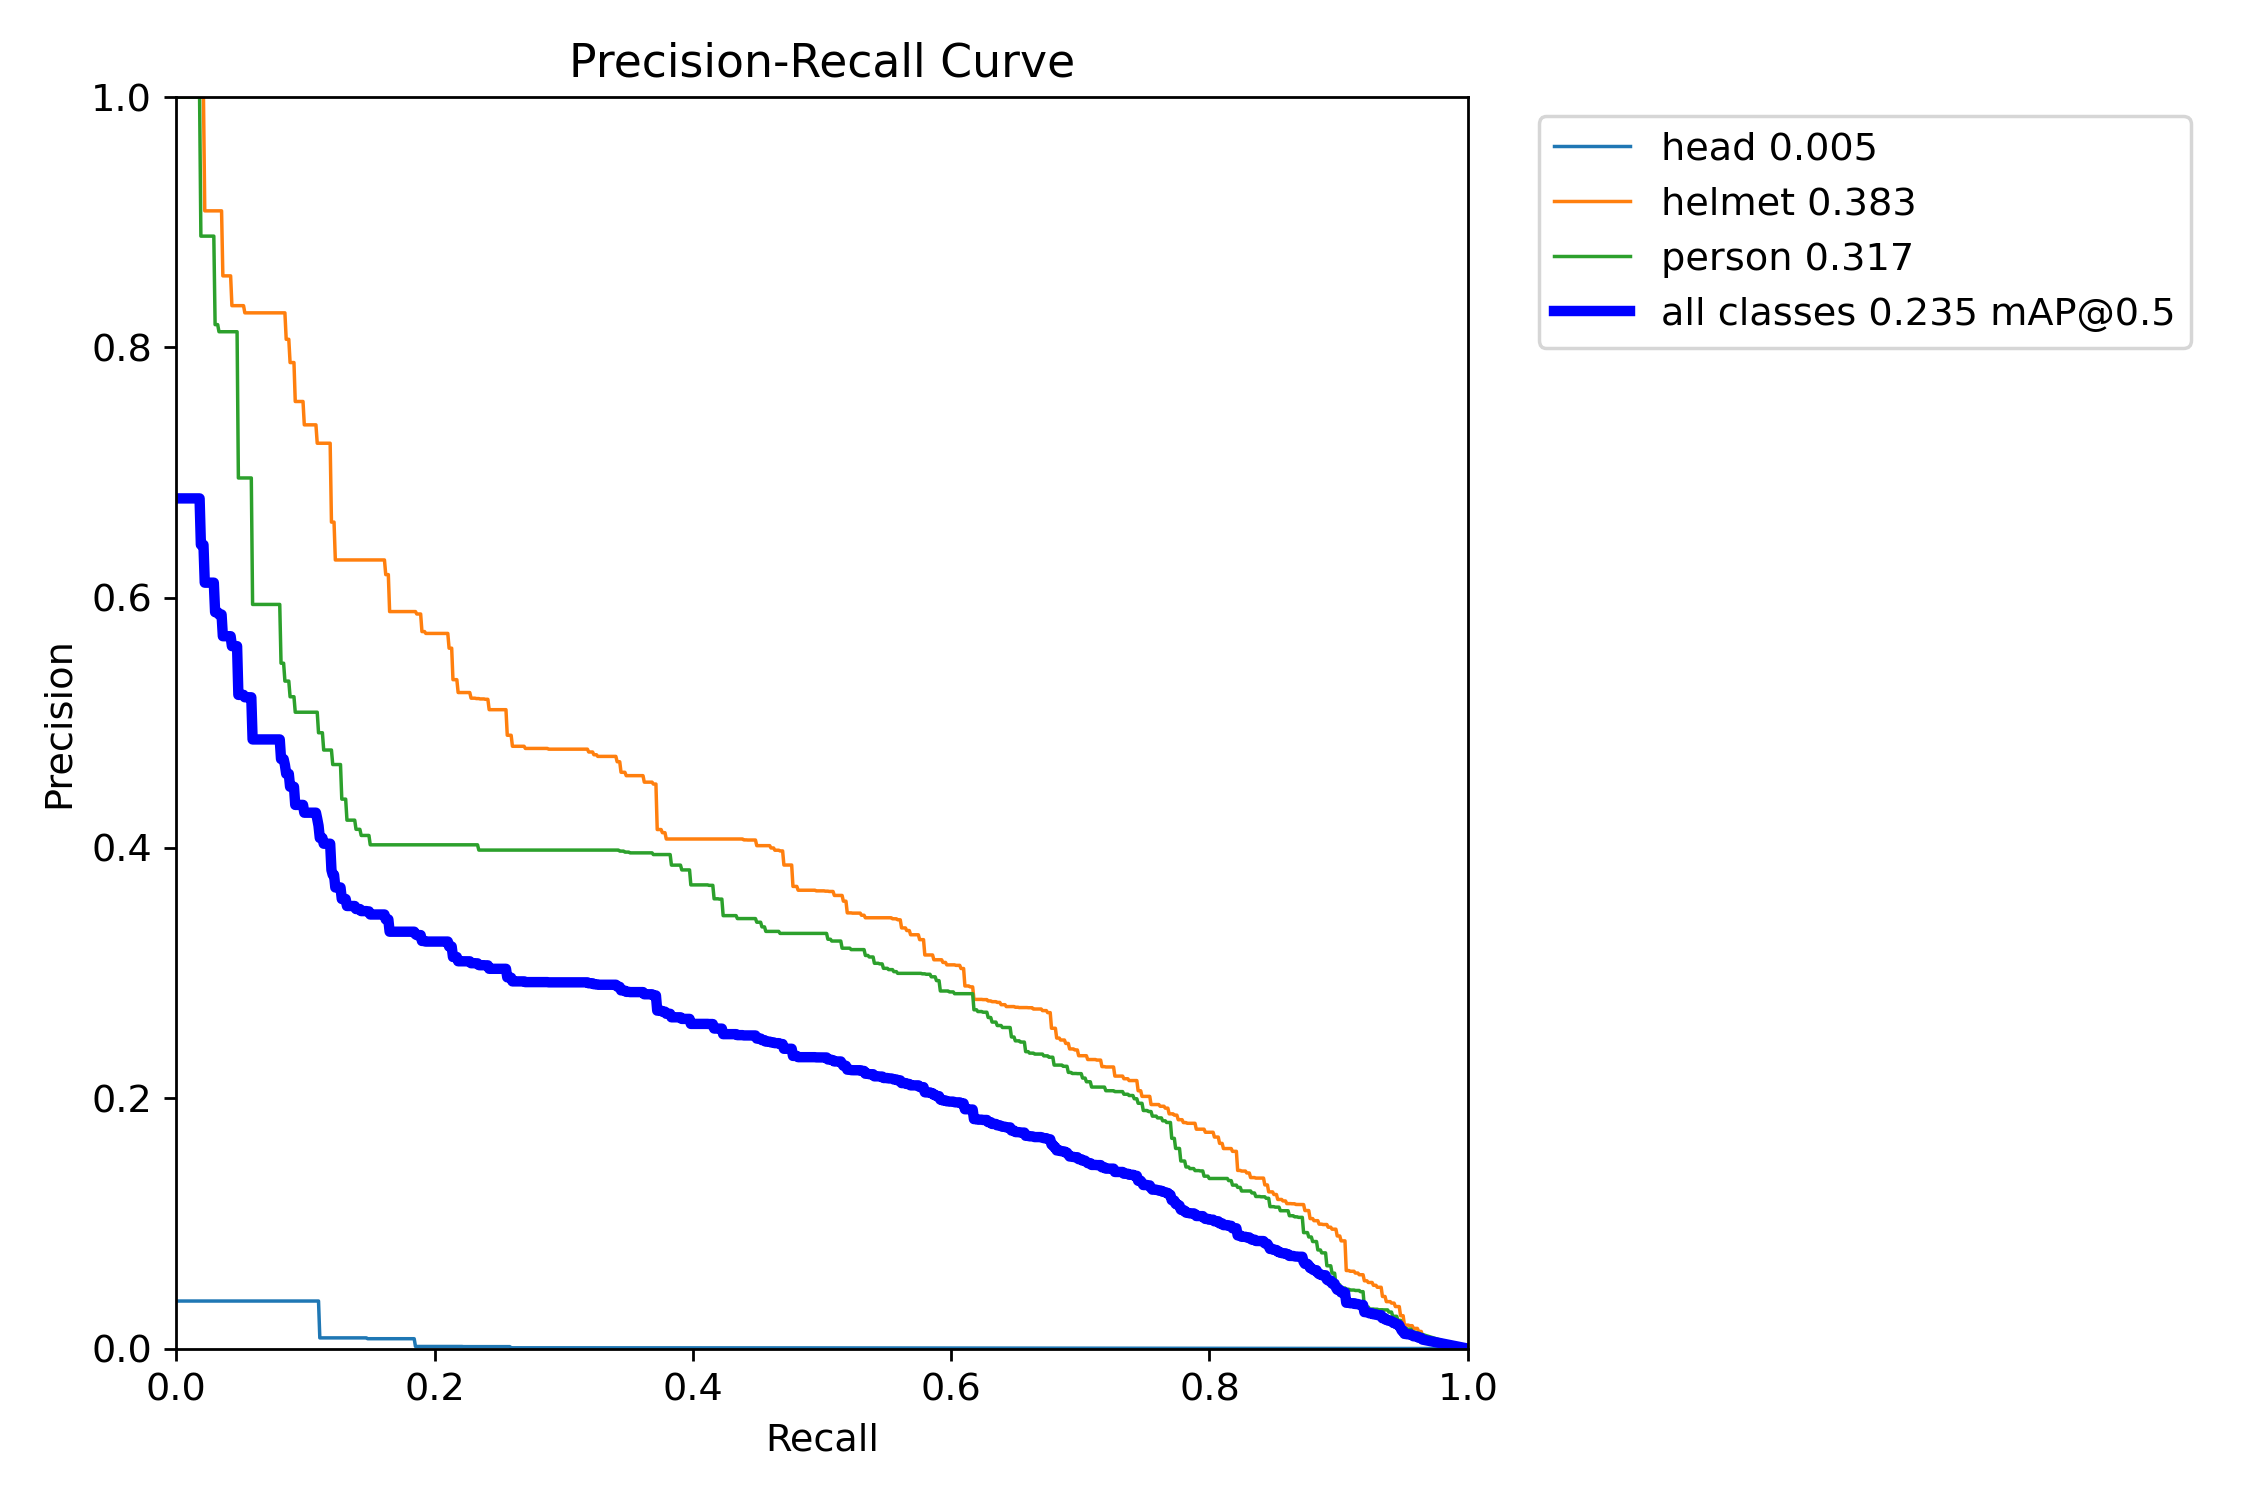 Precision-Recall Curve
1.0
0.8
0.6
0.4
0.2
0.0
Precision
0.0 0.2 0.4 0.6 0.8 1.0
Recall
head 0.005
helmet 0.383
person 0.317
all classes 0.235 mAP@0.5